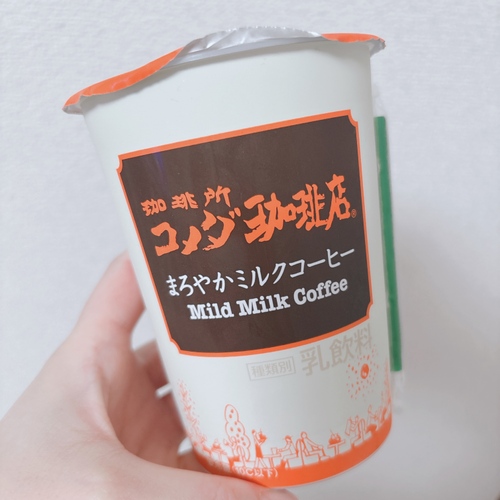 珈琲所
コメダ珈琲店®
まろやかミルクコーヒー
Mild Milk Coffee
種類別 乳飲料